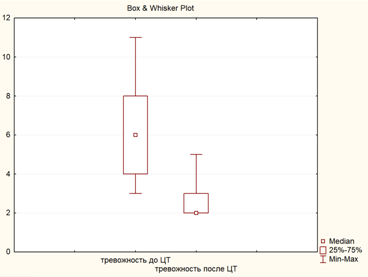 Box & Whisker Plot
12
10
8
6
4
2
0
тревожность до ЦТ
тревожность после ЦТ
Median
25%-75%
Min-Max